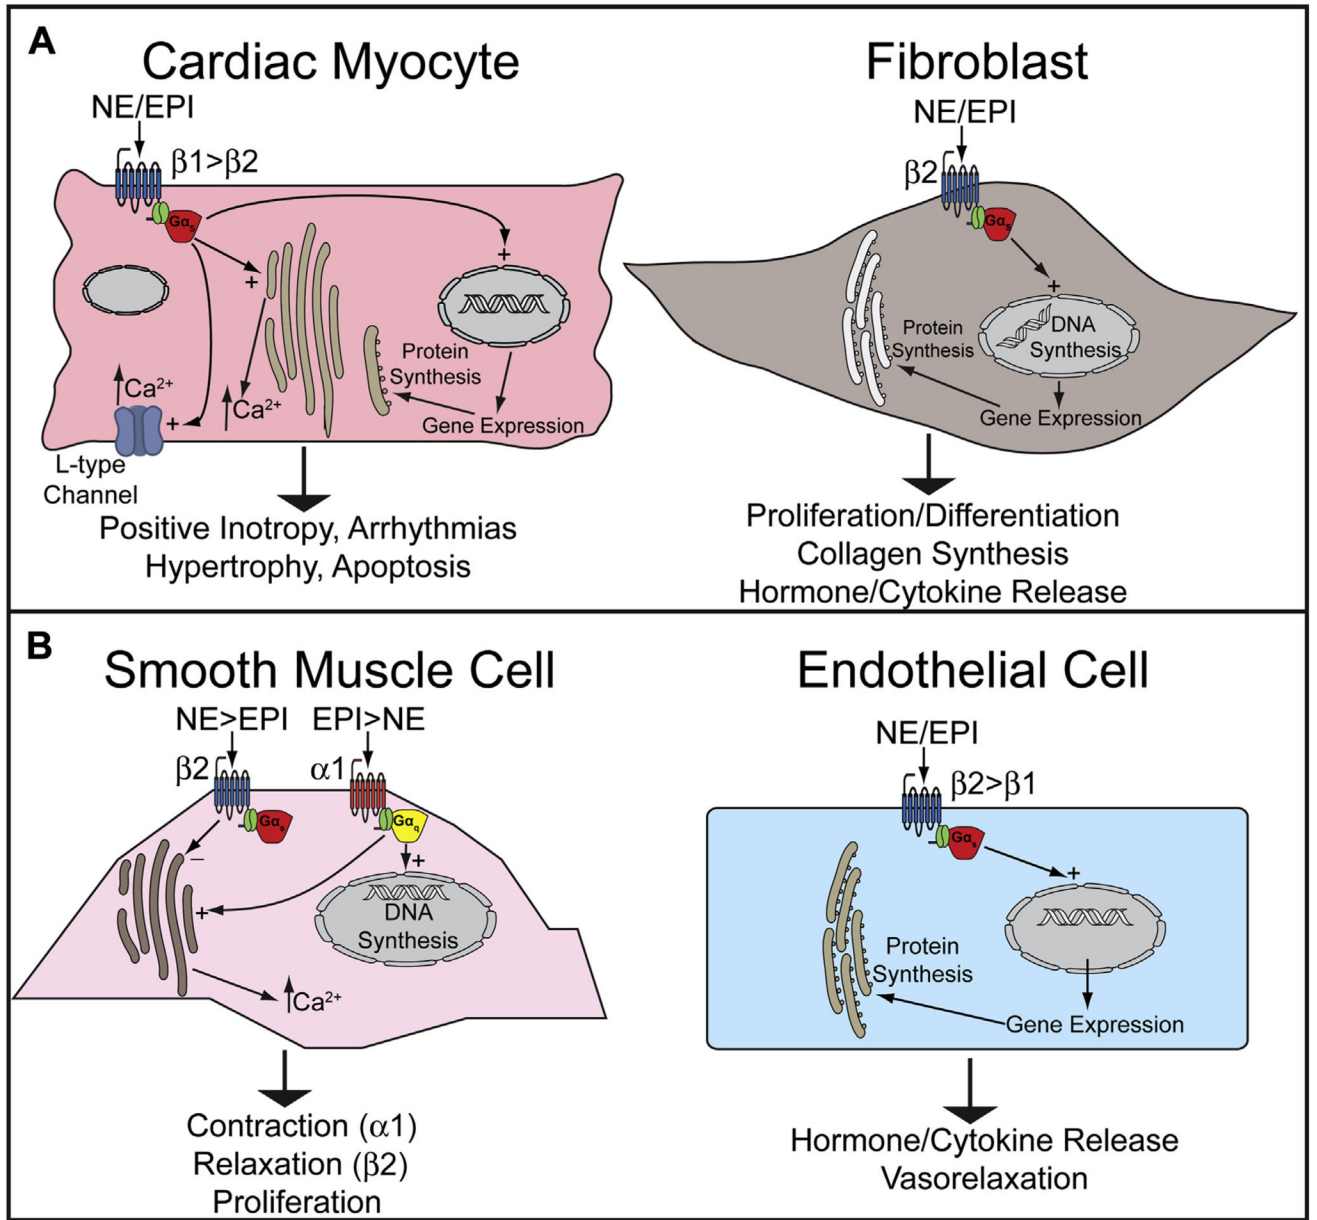 A
Cardiac Myocyte
NE/EPI
β1>β2
Gαs
+
+
Protein
Synthesis
Ca²⁺
Ca²⁺
+
Gene Expression
L-type
Channel
Positive Inotropy, Arrhythmias
Hypertrophy, Apoptosis
Fibroblast
NE/EPI
β2
Gαs
+
DNA
Synthesis
Protein
Synthesis
Gene Expression
Proliferation/Differentiation
Collagen Synthesis
Hormone/Cytokine Release
B
Smooth Muscle Cell
NE>EPI
EPI>NE
β2
α1
Gαs
Gαq
−
+
+
DNA
Synthesis
Ca²⁺
Contraction (α1)
Relaxation (β2)
Proliferation
Endothelial Cell
NE/EPI
β2>β1
Gαs
+
Protein
Synthesis
Gene Expression
Hormone/Cytokine Release
Vasorelaxation